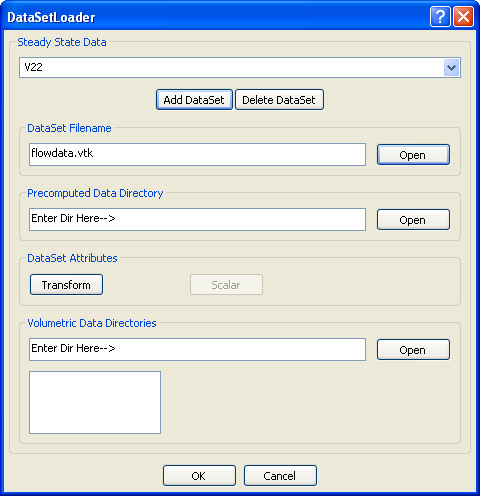 DataSetLoader
Steady State Data
V22
Add DataSet Delete DataSet
DataSet Filename
flowdata.vtk Open
Precomputed Data Directory
Enter Dir Here--> Open
DataSet Attributes
Transform Scalar
Volumetric Data Directories
Enter Dir Here--> Open
OK Cancel